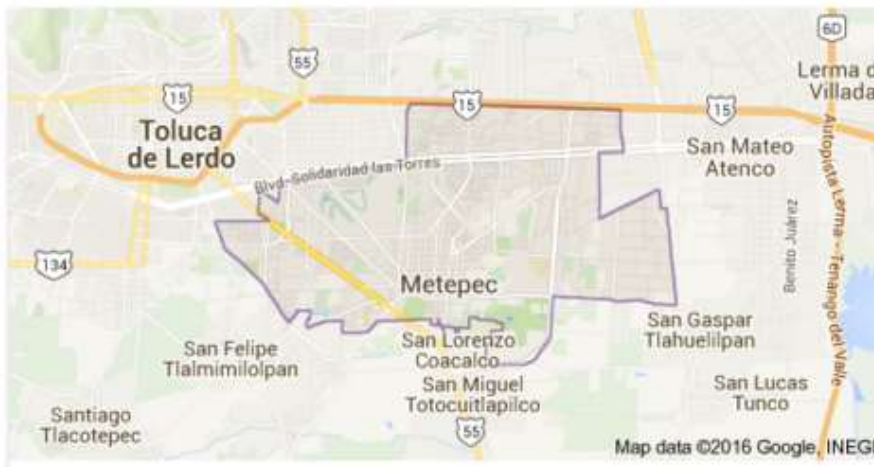 6D
55
Lerma d
Villada
15
15
15
Toluca
de Lerdo
San Mateo
Atenco
Blvd. Solidaridad las Torres
Autopista Lerma - Tenango del Valle
Benito Juárez
134
Metepec
San Gaspar
Tlahuelilpan
San Lorenzo
Coacalco
San Felipe
Tlalmimilolpan
San Miguel
Totocuitlapilco
San Lucas
Tunco
Santiago
Tlacotepec
55
Map data ©2016 Google, INEGI